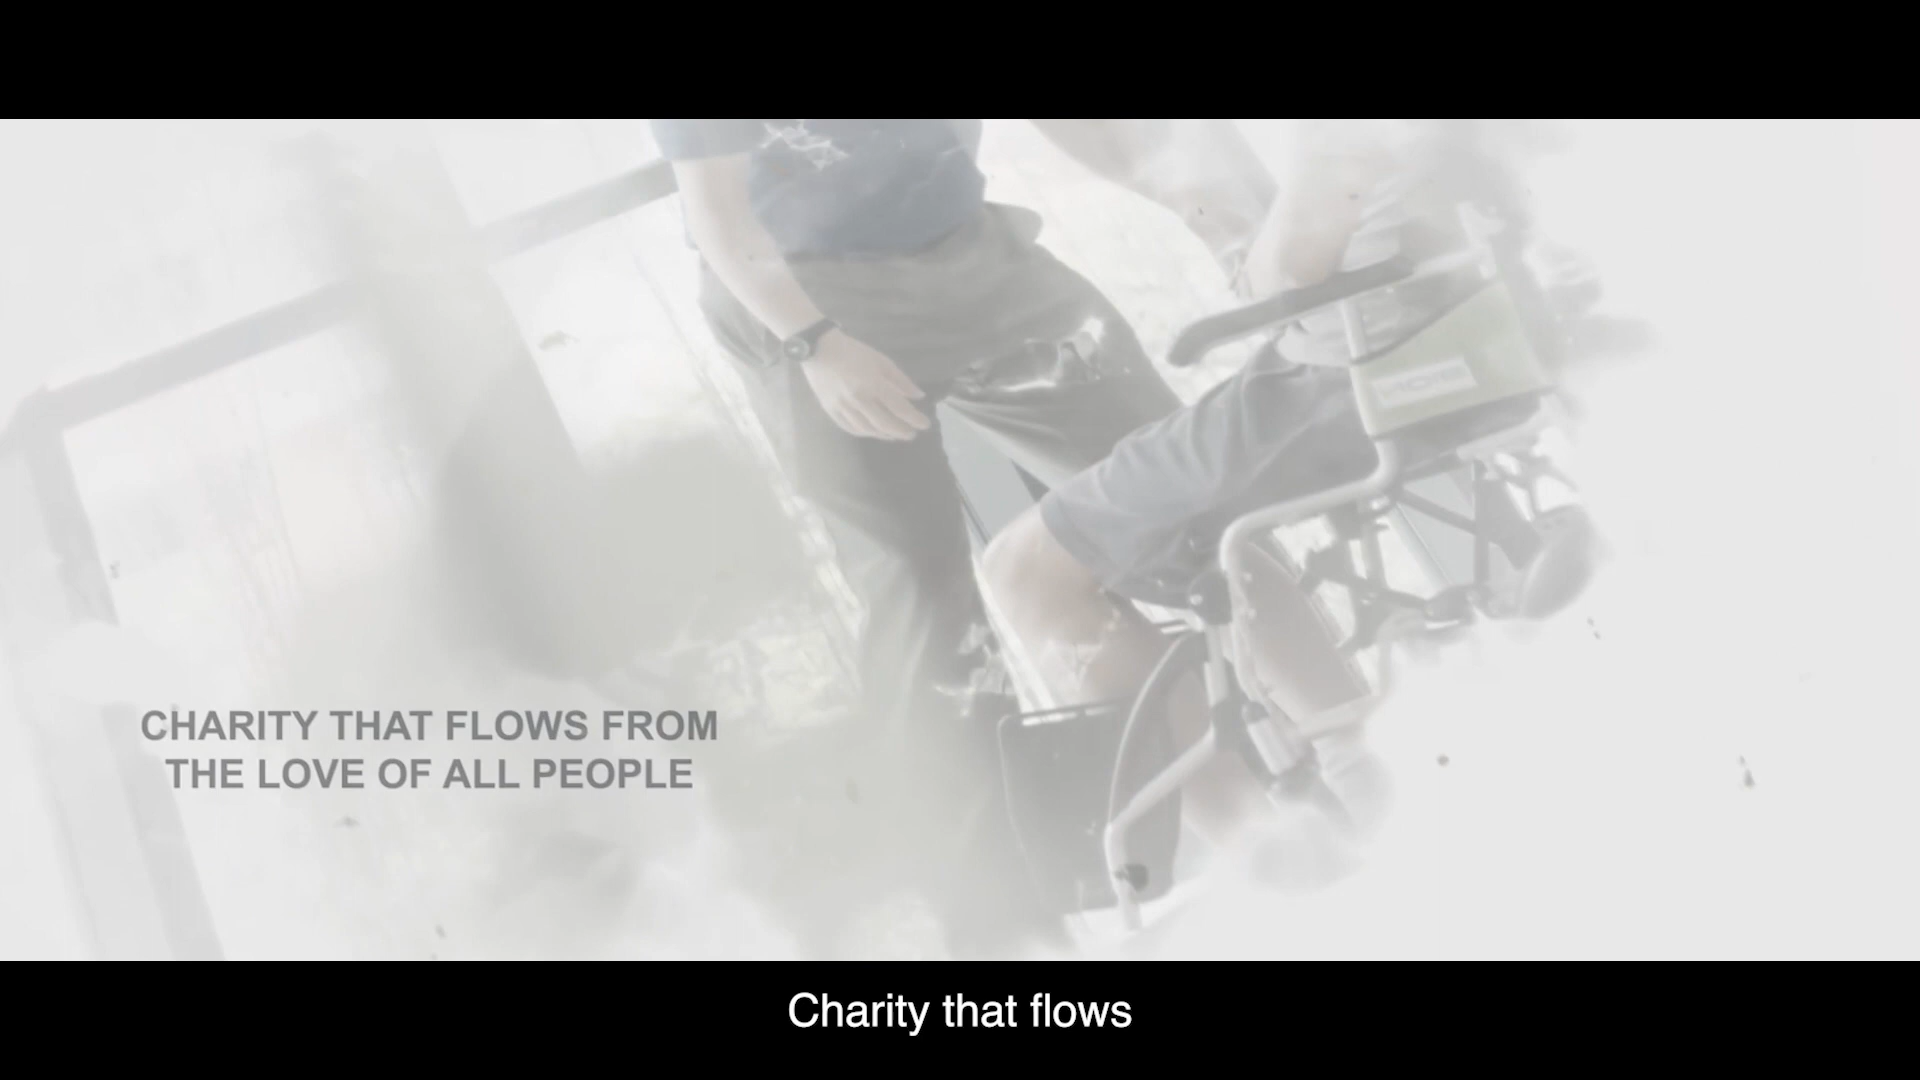 CHARITY THAT FLOWS FROM
THE LOVE OF ALL PEOPLE
Charity that flows